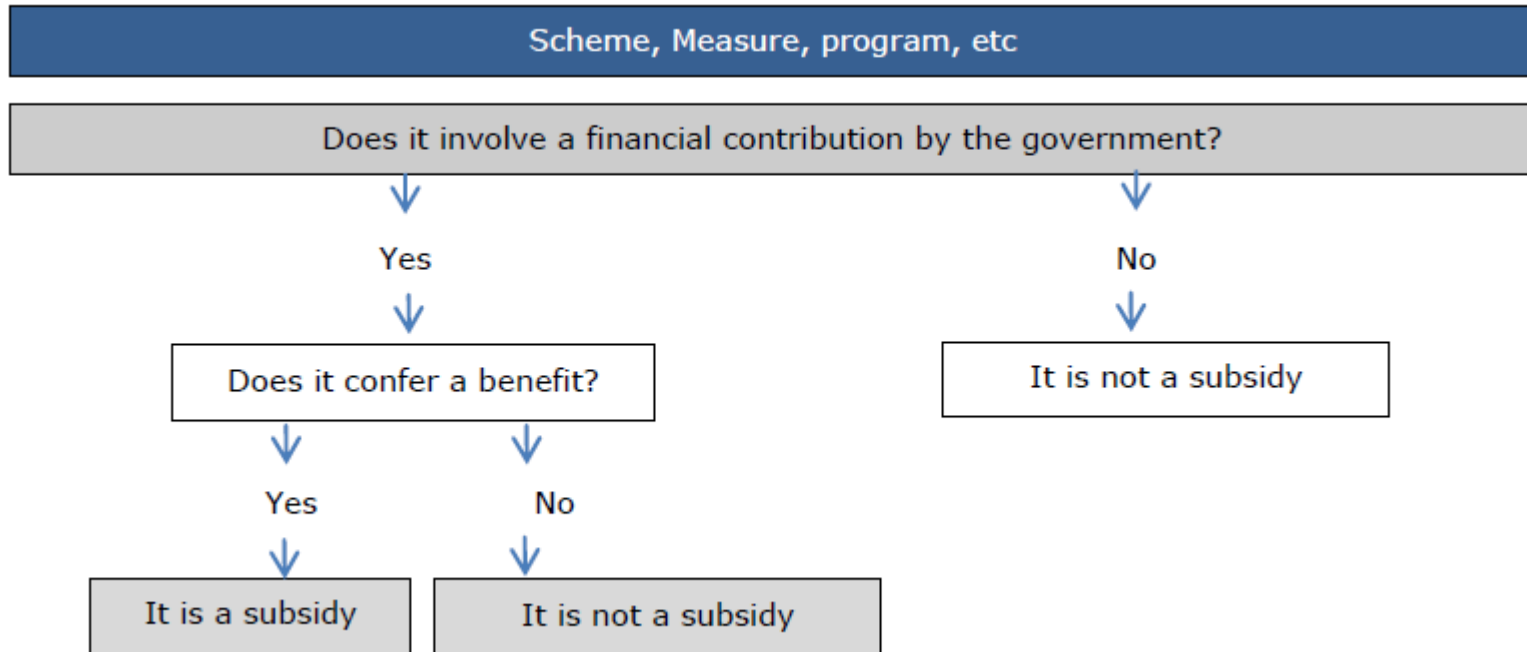 Scheme, Measure, program, etc
Does it involve a financial contribution by the government?
Yes
No
Does it confer a benefit?
It is not a subsidy
Yes
No
It is a subsidy
It is not a subsidy